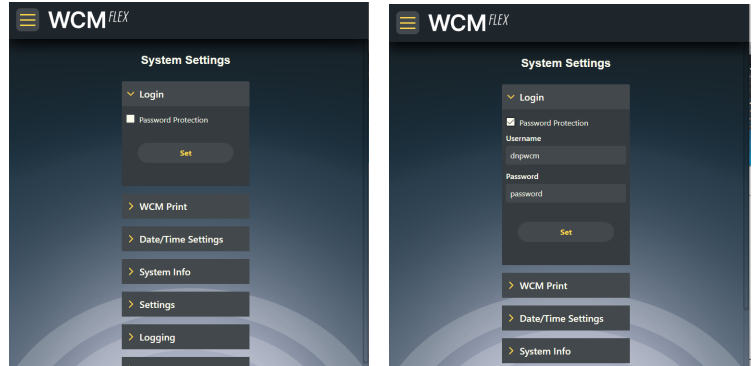 WCM FLEX
System Settings
Login
Password Protection
Set
WCM Print
Date/Time Settings
System Info
Settings
Logging
WCM FLEX
System Settings
Login
Password Protection
Username
dnpwcm
Password
password
Set
WCM Print
Date/Time Settings
System Info